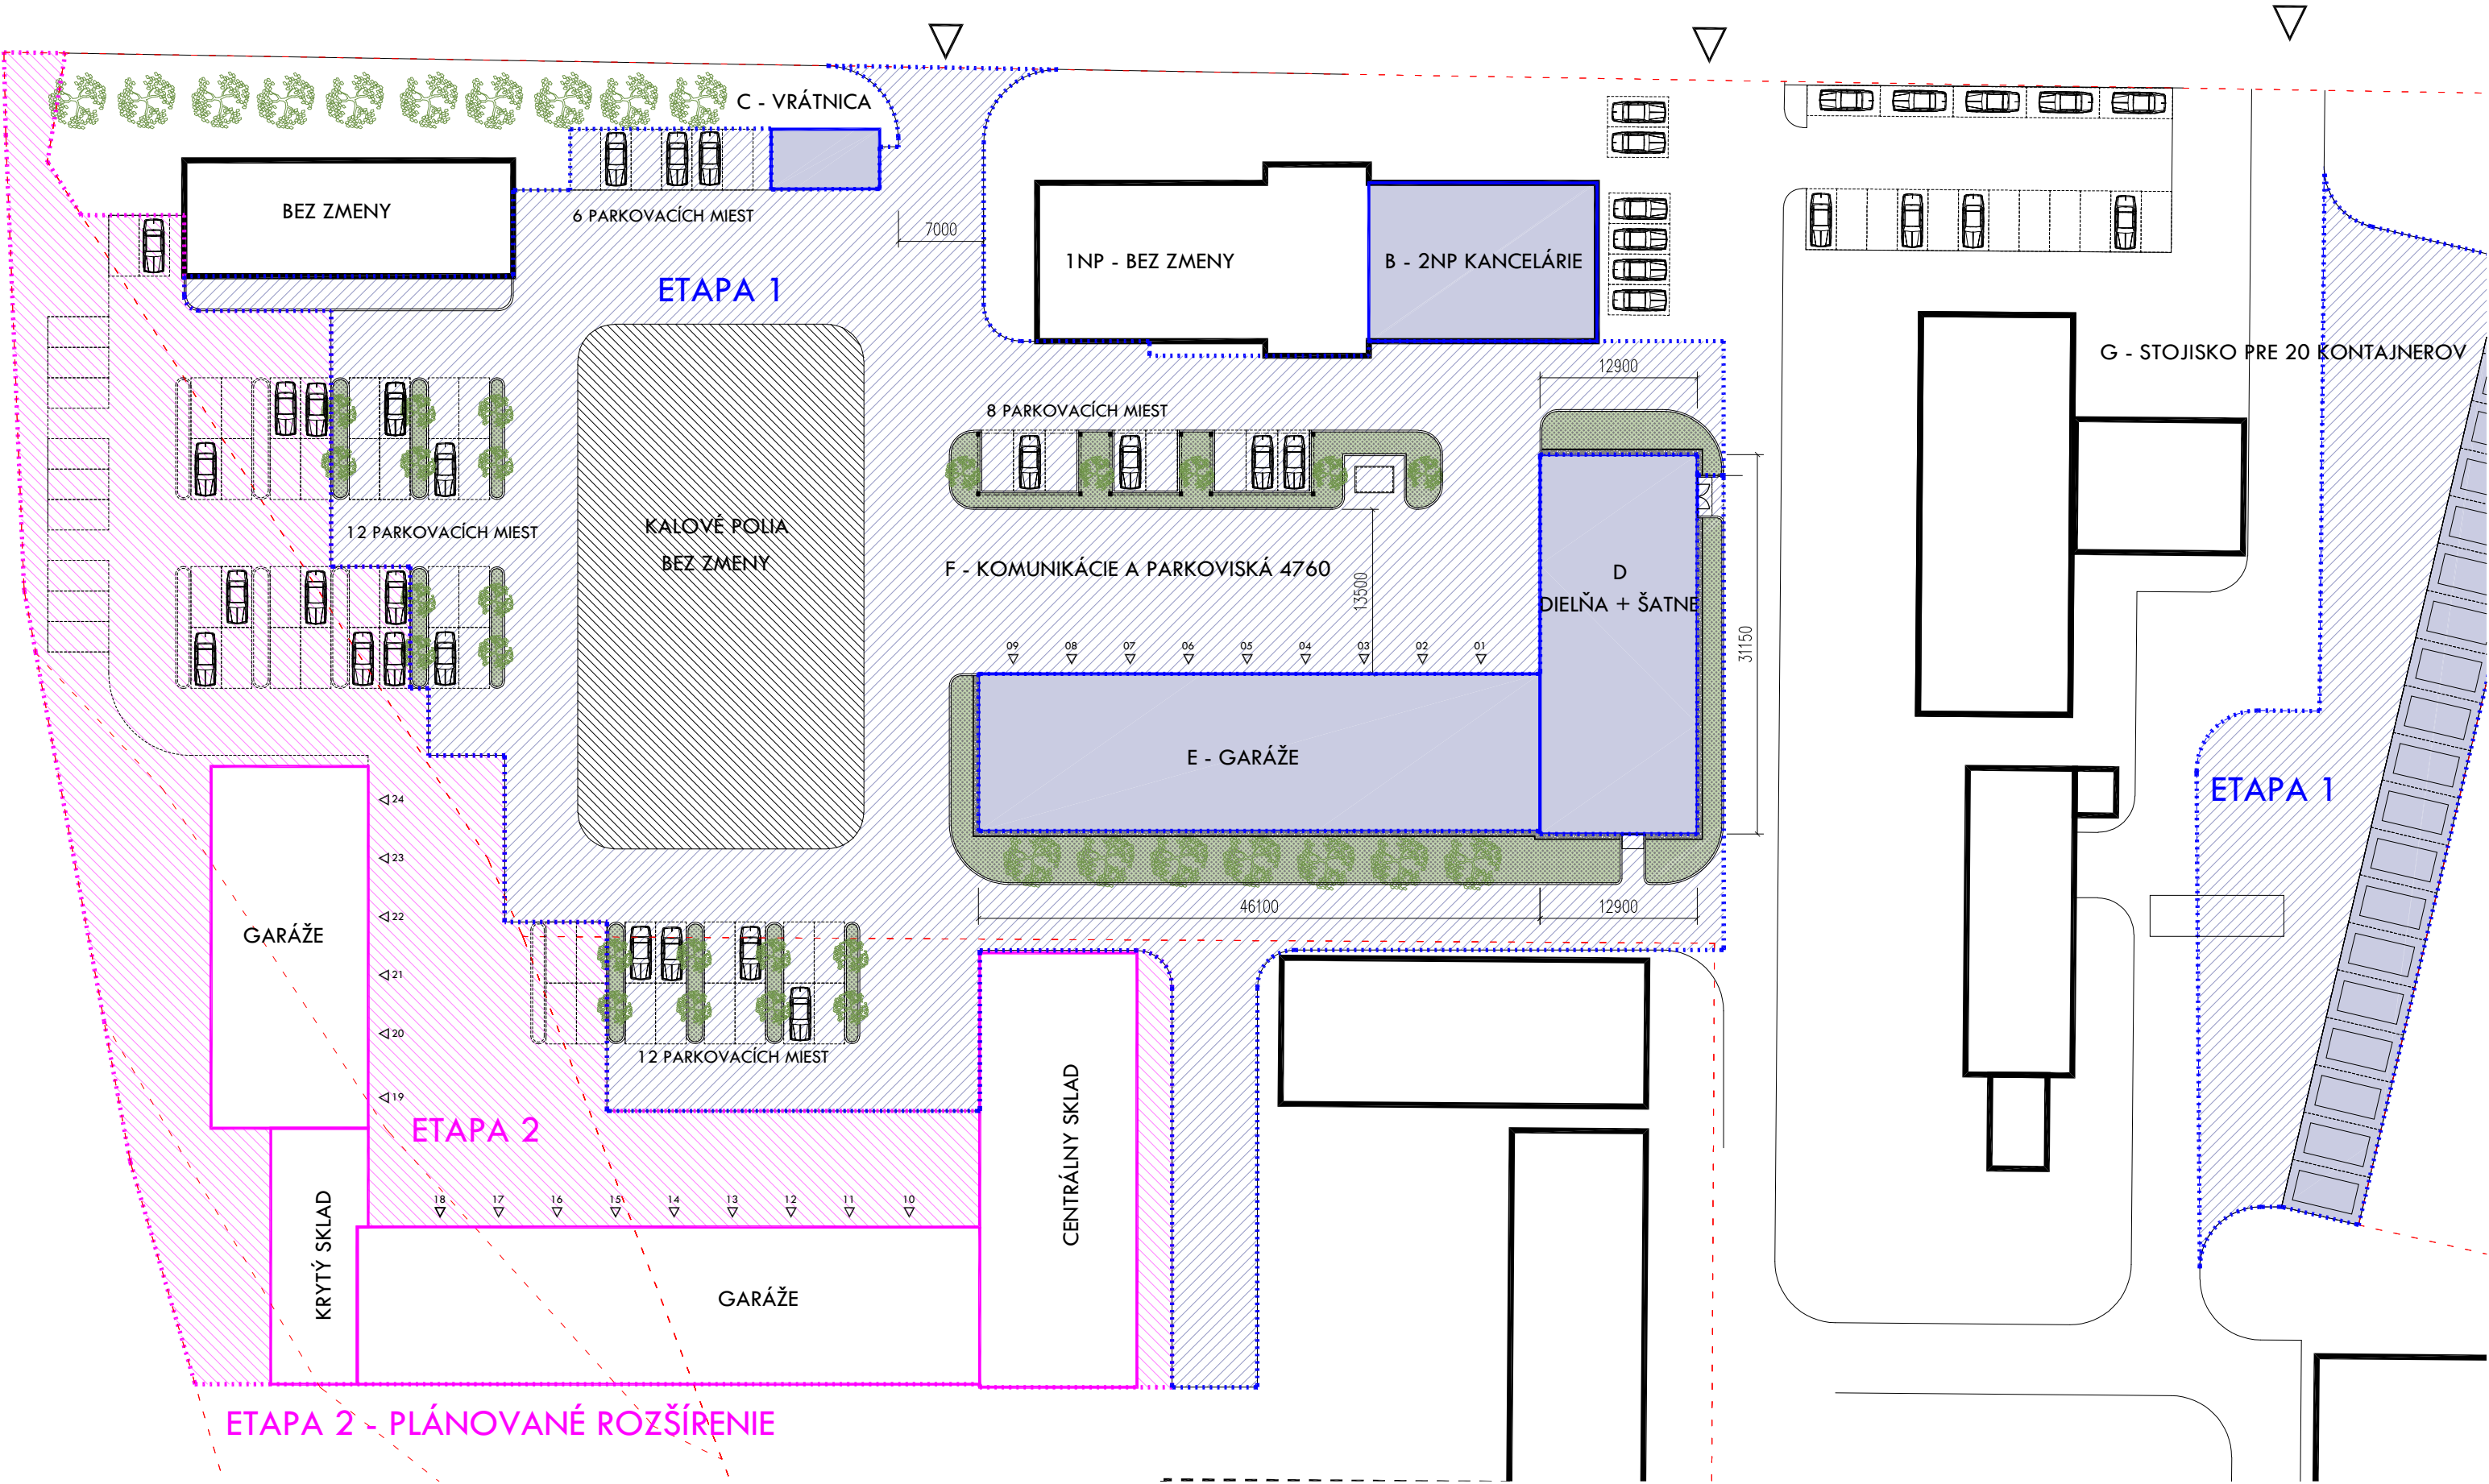 C - VRÁTNICA
BEZ ZMENY
6 PARKOVACÍCH MIEST
7000
1NP - BEZ ZMENY
B - 2NP KANCELÁRIE
ETAPA 1
G - STOJISKO PRE 20 KONTAJNEROV
12900
8 PARKOVACÍCH MIEST
KALOVÉ POLIA
BEZ ZMENY
12 PARKOVACÍCH MIEST
F - KOMUNIKÁCIE A PARKOVISKÁ 4760
13500
D
DIELŇA + ŠATNE
31150
09
08
07
06
05
04
03
02
01
E - GARÁŽE
ETAPA 1
24
23
22
21
20
19
GARÁŽE
46100
12900
12 PARKOVACÍCH MIEST
ETAPA 2
CENTRÁLNY SKLAD
KRYTÝ SKLAD
18
17
16
15
14
13
12
11
10
GARÁŽE
ETAPA 2 - PLÁNOVANÉ ROZŠÍRENIE